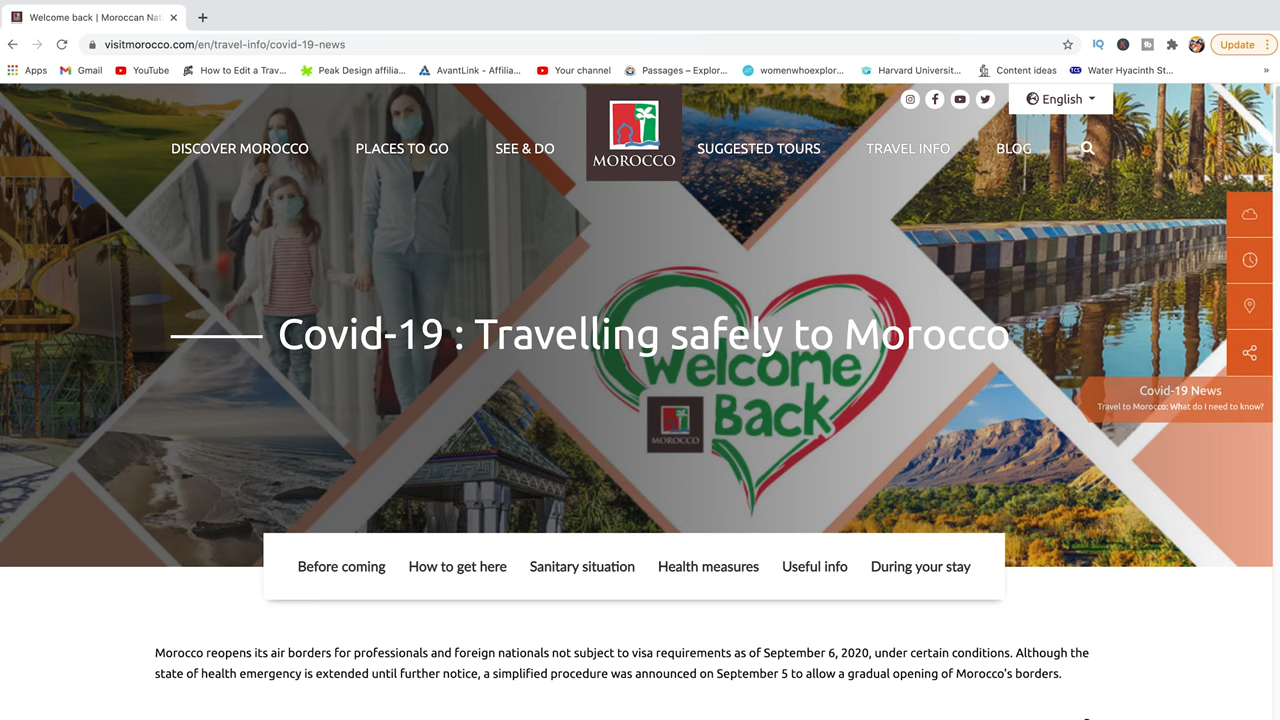 Welcome back | Moroccan Nati
visitmorocco.com/en/travel-info/covid-19-news
IQ
Update
Apps
Gmail
YouTube
How to Edit a Trav...
Peak Design affilia...
AvantLink - Affilia...
Your channel
Passages – Explor...
womenwhoexplor...
Harvard Universit...
Content ideas
TCS
Water Hyacinth St...
»
English
DISCOVER MOROCCO
PLACES TO GO
SEE & DO
MOROCCO
SUGGESTED TOURS
TRAVEL INFO
BLOG
Covid-19 : Travelling safely to Morocco
Welcome
Back
MOROCCO
Covid-19 News
Travel to Morocco: What do I need to know?
Before coming
How to get here
Sanitary situation
Health measures
Useful info
During your stay
Morocco reopens its air borders for professionals and foreign nationals not subject to visa requirements as of September 6, 2020, under certain conditions. Although the
state of health emergency is extended until further notice, a simplified procedure was announced on September 5 to allow a gradual opening of Morocco's borders.